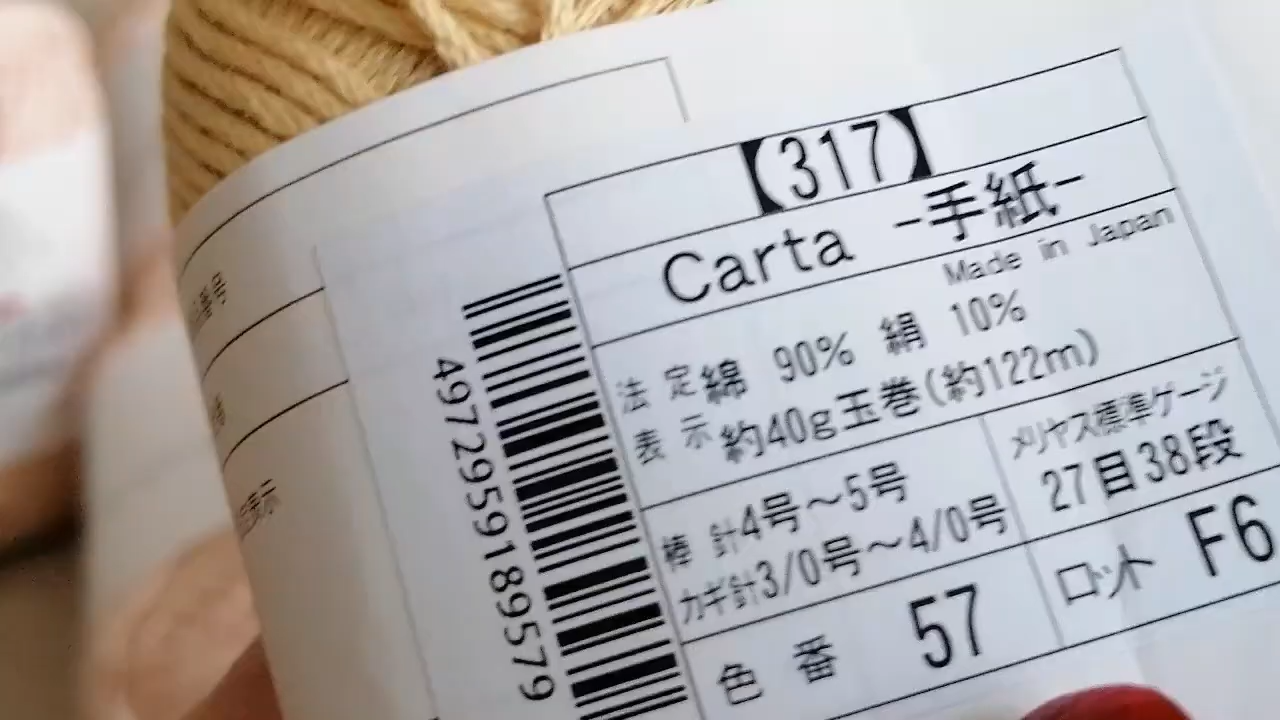 【317】
Carta -手紙-
Made in Japan
法定 綿 90% 絹 10%
表示 約40g玉巻(約122m)
棒針4号～5号
カギ針3/0号～4/0号
メリヤス標準ゲージ
27目38段
色番 57
ロット F6
4972959189579